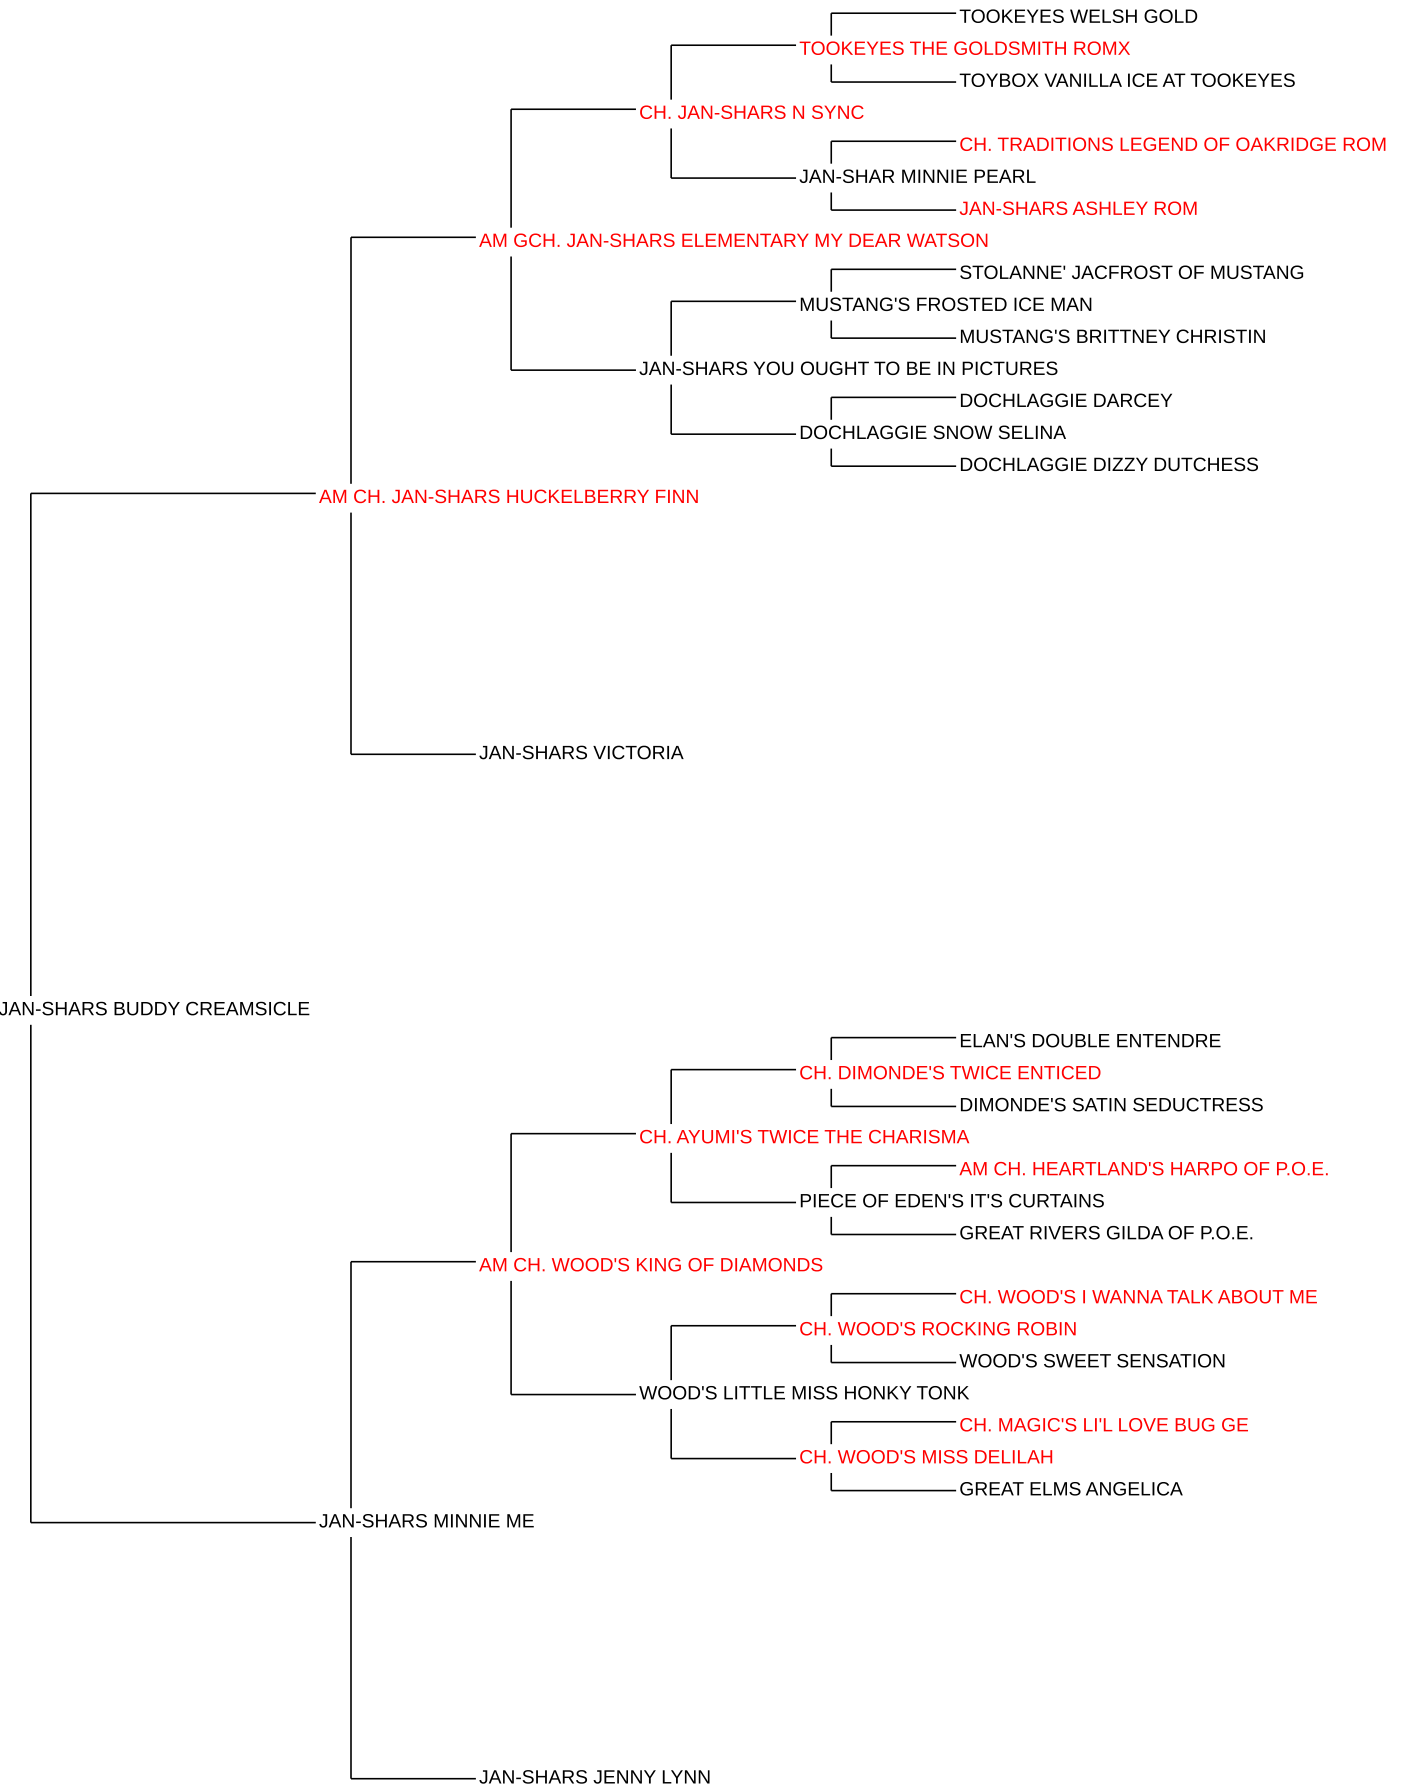 TOOKEYES WELSH GOLD
TOOKEYES THE GOLDSMITH ROMX
TOYBOX VANILLA ICE AT TOOKEYES
CH. JAN-SHARS N SYNC
CH. TRADITIONS LEGEND OF OAKRIDGE ROM
JAN-SHAR MINNIE PEARL
JAN-SHARS ASHLEY ROM
AM GCH. JAN-SHARS ELEMENTARY MY DEAR WATSON
STOLANNE' JACFROST OF MUSTANG
MUSTANG'S FROSTED ICE MAN
MUSTANG'S BRITTNEY CHRISTIN
JAN-SHARS YOU OUGHT TO BE IN PICTURES
DOCHLAGGIE DARCEY
DOCHLAGGIE SNOW SELINA
DOCHLAGGIE DIZZY DUTCHESS
AM CH. JAN-SHARS HUCKELBERRY FINN
JAN-SHARS VICTORIA
JAN-SHARS BUDDY CREAMSICLE
ELAN'S DOUBLE ENTENDRE
CH. DIMONDE'S TWICE ENTICED
DIMONDE'S SATIN SEDUCTRESS
CH. AYUMI'S TWICE THE CHARISMA
AM CH. HEARTLAND'S HARPO OF P.O.E.
PIECE OF EDEN'S IT'S CURTAINS
GREAT RIVERS GILDA OF P.O.E.
AM CH. WOOD'S KING OF DIAMONDS
CH. WOOD'S I WANNA TALK ABOUT ME
CH. WOOD'S ROCKING ROBIN
WOOD'S SWEET SENSATION
WOOD'S LITTLE MISS HONKY TONK
CH. MAGIC'S LI'L LOVE BUG GE
CH. WOOD'S MISS DELILAH
GREAT ELMS ANGELICA
JAN-SHARS MINNIE ME
JAN-SHARS JENNY LYNN